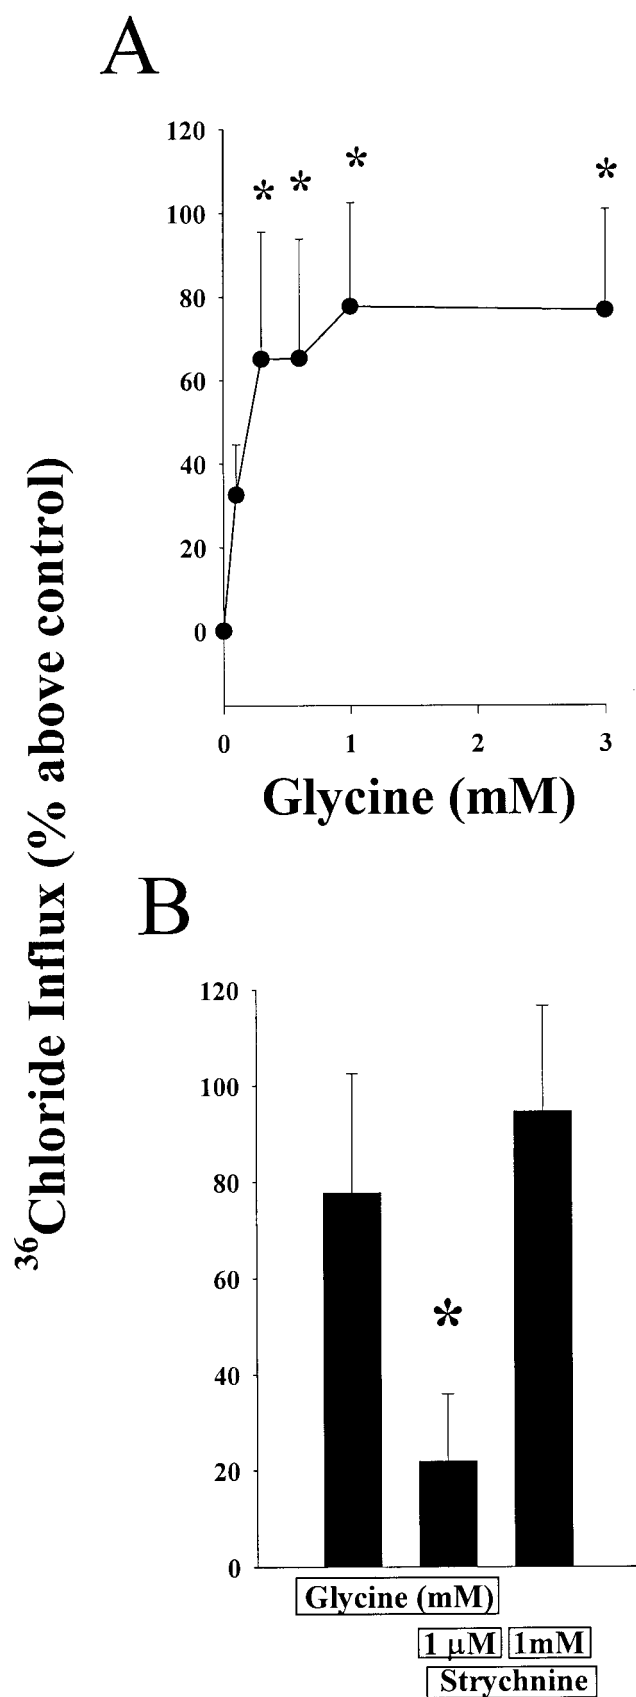 A
120
*
*
*
*
100
80
60
40
20
0
0 1 2 3
Glycine (mM)
³⁶Chloride Influx (% above control)
B
120
100
80
60
*
40
20
0
Glycine (mM)
1 μM 1mM
Strychnine